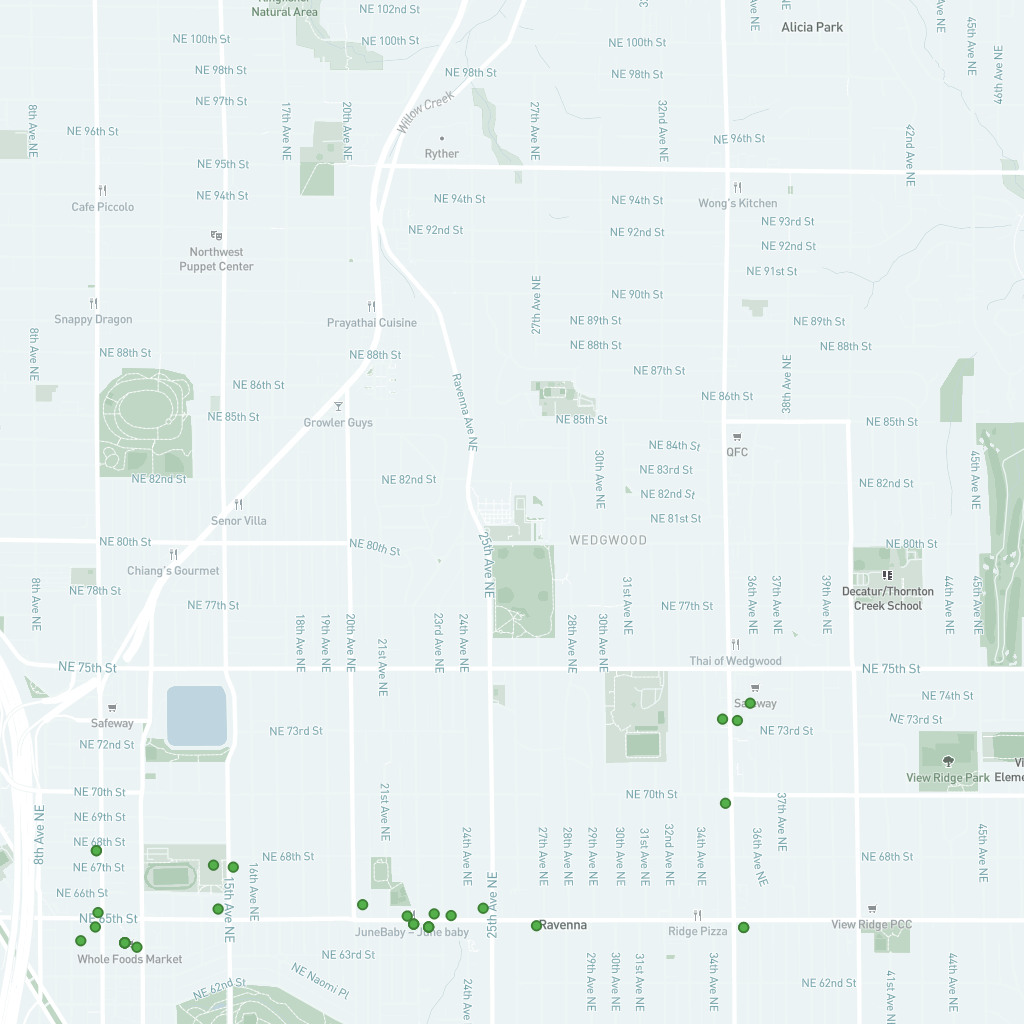 Natural Area
NE 102nd St
Alicia Park
NE 100th St
NE 100th St
NE 100th St
45th Ave NE
46th Ave NE
NE 98th St
NE 98th St
NE 98th St
NE 97th St
8th Ave NE
17th Ave NE
20th Ave NE
Willow Creek
27th Ave NE
32nd Ave NE
42nd Ave NE
NE 96th St
NE 96th St
Ryther
NE 95th St
NE 94th St
NE 94th St
NE 94th St
Cafe Piccolo
Wong's Kitchen
NE 93rd St
NE 92nd St
NE 92nd St
NE 92nd St
Northwest
Puppet Center
NE 91st St
NE 90th St
27th Ave NE
Snappy Dragon
Prayathai Cuisine
NE 89th St
NE 89th St
8th Ave NE
NE 88th St
NE 88th St
NE 88th St
NE 88th St
NE 87th St
38th Ave NE
NE 86th St
NE 86th St
Ravenna Ave NE
NE 85th St
Growler Guys
NE 85th St
NE 85th St
NE 84th St
QFC
NE 83rd St
30th Ave NE
45th Ave NE
NE 82nd St
NE 82nd St
NE 82nd St
NE 82nd St
Senor Villa
NE 81st St
NE 80th St
NE 80th St
WEDGWOOD
NE 80th St
25th Ave NE
Chiang's Gourmet
8th Ave NE
NE 78th St
Decatur/Thornton
Creek School
NE 77th St
NE 77th St
31st Ave NE
36th Ave NE
37th Ave NE
39th Ave NE
44th Ave NE
45th Ave NE
18th Ave NE
19th Ave NE
20th Ave NE
21st Ave NE
23rd Ave NE
24th Ave NE
28th Ave NE
30th Ave NE
NE 75th St
Thai of Wedgwood
NE 75th St
Safeway
Safeway
NE 74th St
NE 73rd St
NE 73rd St
NE 73rd St
NE 72nd St
View Ridge Park
NE 70th St
NE 70th St
8th Ave NE
NE 69th St
21st Ave NE
24th Ave NE
27th Ave NE
28th Ave NE
29th Ave NE
30th Ave NE
31st Ave NE
32nd Ave NE
34th Ave NE
36th Ave NE
37th Ave NE
45th Ave NE
NE 68th St
NE 68th St
NE 68th St
NE 67th St
NE 66th St
15th Ave NE
16th Ave NE
25th Ave NE
NE 65th St
JuneBaby – June baby
Ravenna
Ridge Pizza
View Ridge PCC
Whole Foods Market
NE 63rd St
NE 62nd St
NE Naomi Pl
24th Ave NE
29th Ave NE
31st Ave NE
34th Ave NE
NE 62nd St
41st Ave NE
44th Ave NE